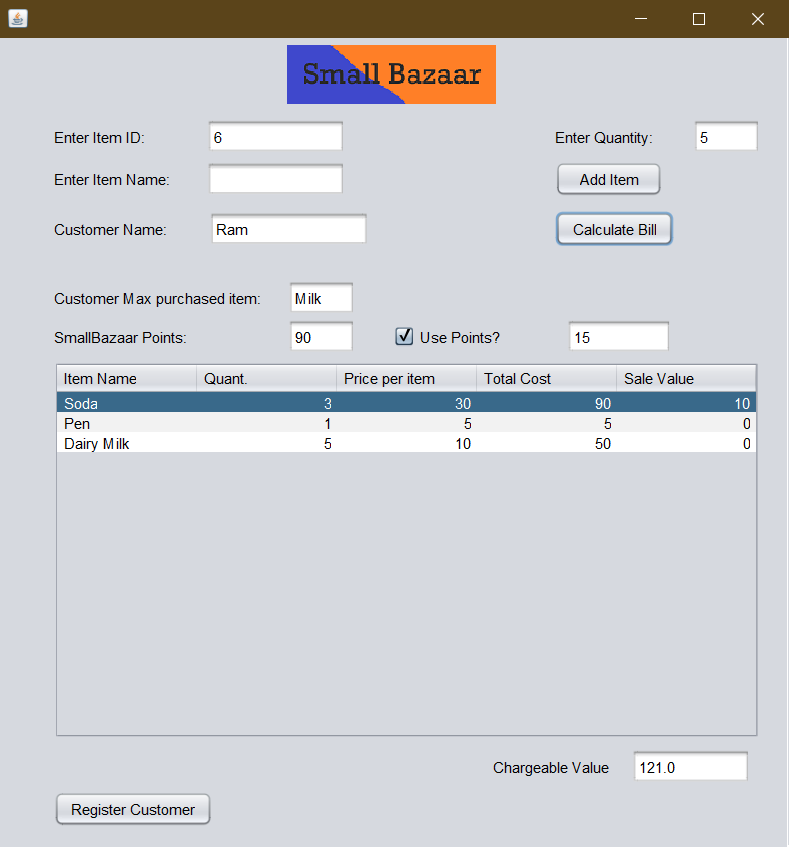 Small Bazaar
Enter Item ID: 6 Enter Quantity: 5
Enter Item Name: Add Item
Customer Name: Ram Calculate Bill
Customer Max purchased item: Milk
SmallBazaar Points: 90 Use Points? 15
Item Name Quant. Price per item Total Cost Sale Value
Soda 3 30 90 10
Pen 1 5 5 0
Dairy Milk 5 10 50 0
Chargeable Value 121.0
Register Customer